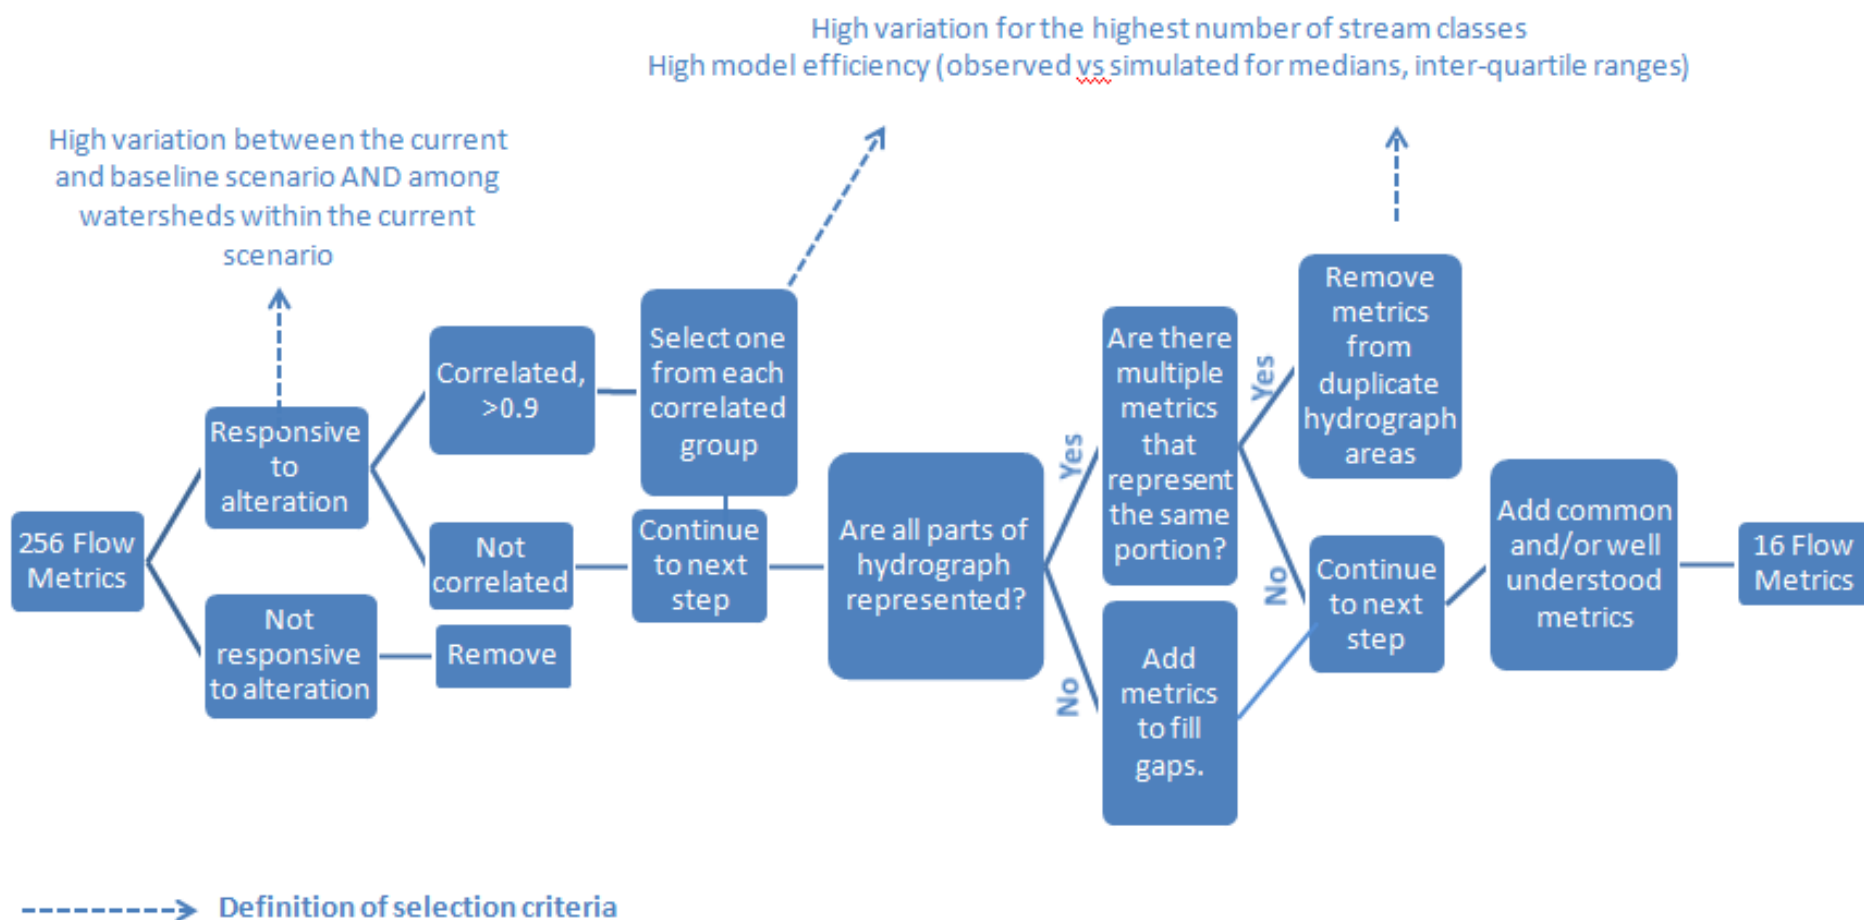 High variation for the highest number of stream classes
High model efficiency (observed vs simulated for medians, inter-quartile ranges)
High variation between the current
and baseline scenario AND among
watersheds within the current
scenario
256 Flow
Metrics
Responsive
to
alteration
Not
responsive
to alteration
Correlated,
>0.9
Not
correlated
Remove
Select one
from each
correlated
group
Continue
to next
step
Are all parts of
hydrograph
represented?
Yes
No
Are there
multiple
metrics
that
represent
the same
portion?
Add
metrics
to fill
gaps.
Yes
No
Remove
metrics
from
duplicate
hydrograph
areas
Continue
to next
step
Add common
and/or well
understood
metrics
16 Flow
Metrics
Definition of selection criteria